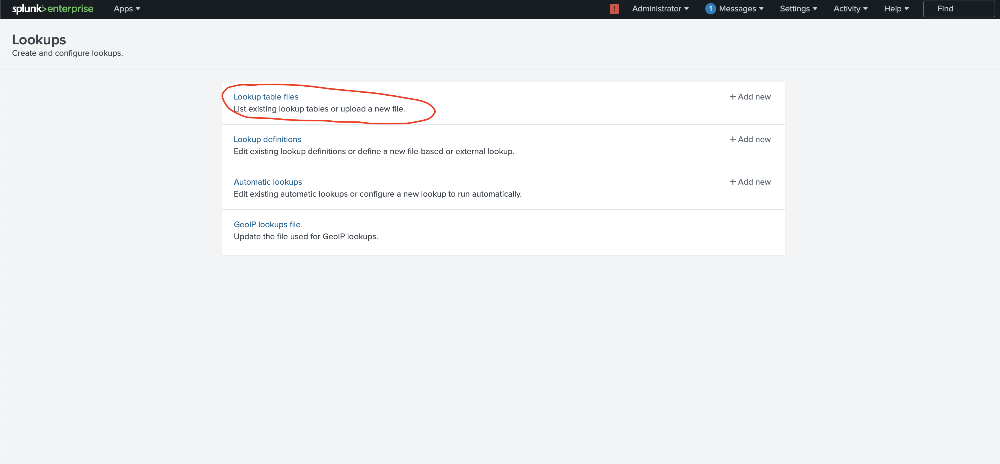 splunk>enterprise Apps ! Administrator 1 Messages Settings Activity Help Find
Lookups
Create and configure lookups.
Lookup table files + Add new
List existing lookup tables or upload a new file.
Lookup definitions + Add new
Edit existing lookup definitions or define a new file-based or external lookup.
Automatic lookups + Add new
Edit existing automatic lookups or configure a new lookup to run automatically.
GeoIP lookups file
Update the file used for GeoIP lookups.